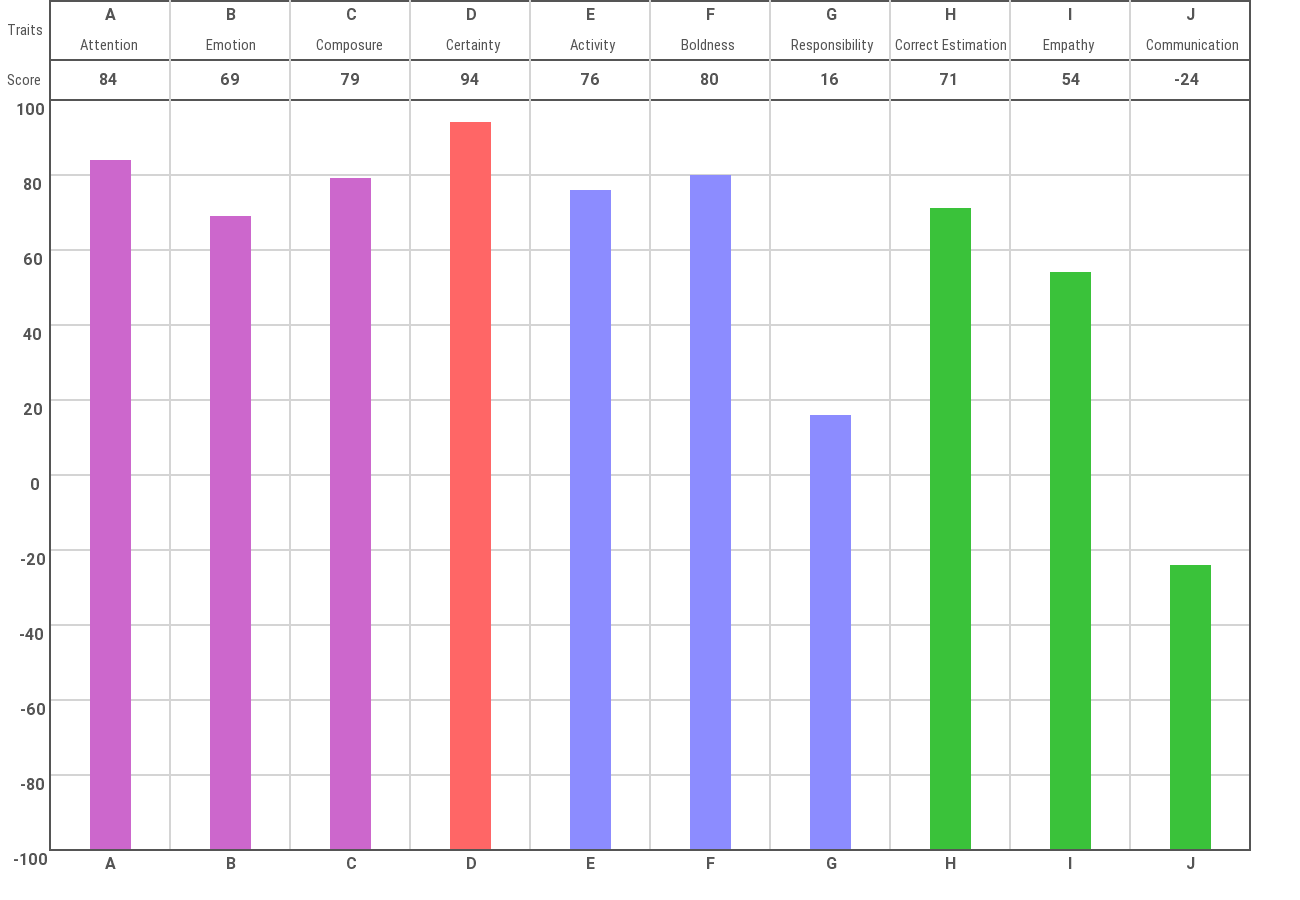 Traits
A B C D E F G H I J
Attention Emotion Composure Certainty Activity Boldness Responsibility Correct Estimation Empathy Communication
Score 84 69 79 94 76 80 16 71 54 -24
100
80
60
40
20
0
-20
-40
-60
-80
-100
A B C D E F G H I J